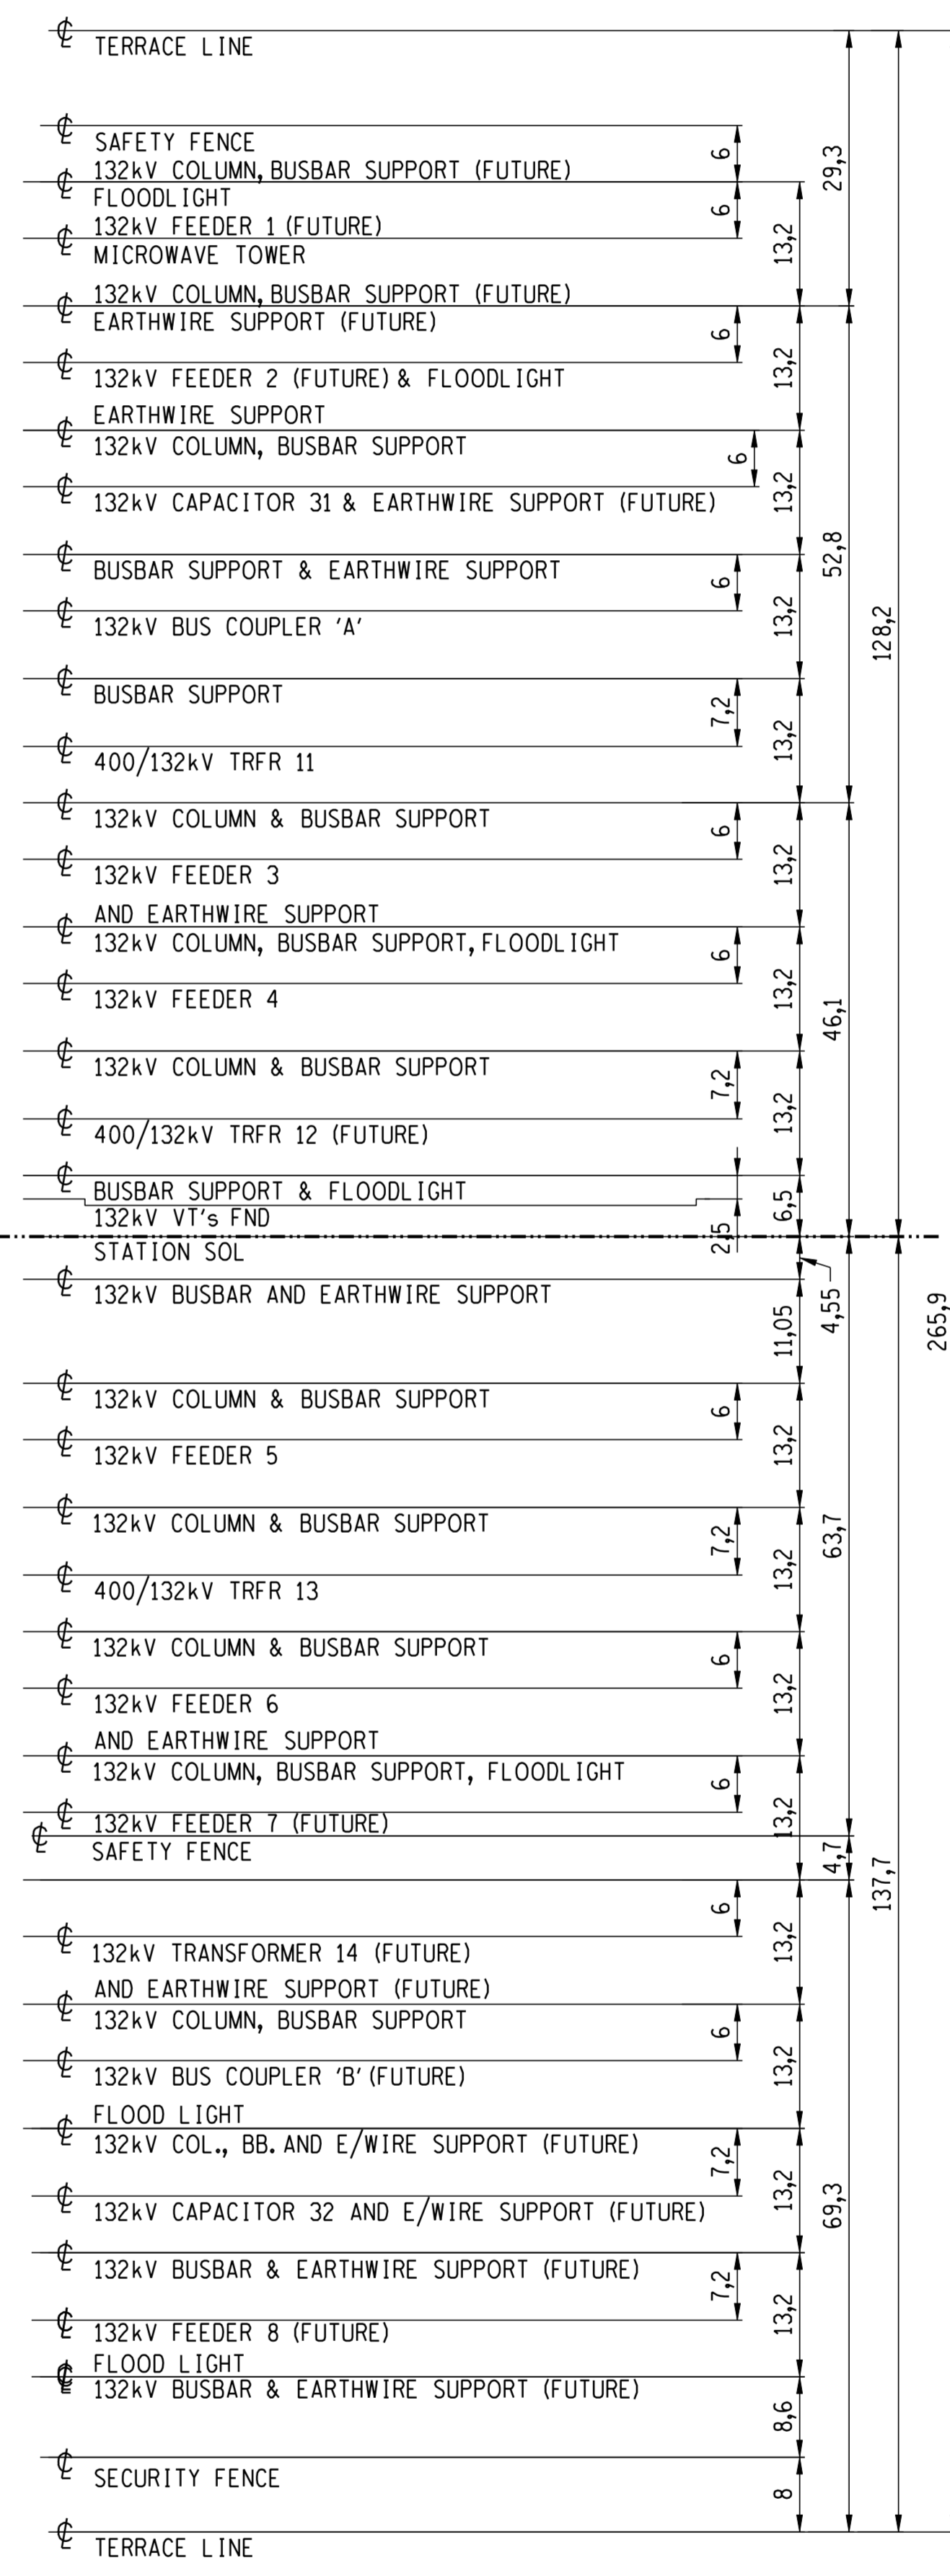 ℄ TERRACE LINE
℄ SAFETY FENCE
6
29,3
132kV COLUMN, BUSBAR SUPPORT (FUTURE)
℄ FLOODLIGHT
6
13,2
132kV FEEDER 1 (FUTURE)
℄ MICROWAVE TOWER
132kV COLUMN, BUSBAR SUPPORT (FUTURE)
℄ EARTHWIRE SUPPORT (FUTURE)
6
13,2
℄ 132kV FEEDER 2 (FUTURE) & FLOODLIGHT
EARTHWIRE SUPPORT
℄ 132kV COLUMN, BUSBAR SUPPORT
6
13,2
℄ 132kV CAPACITOR 31 & EARTHWIRE SUPPORT (FUTURE)
52,8
℄ BUSBAR SUPPORT & EARTHWIRE SUPPORT
6
13,2
128,2
℄ 132kV BUS COUPLER 'A'
℄ BUSBAR SUPPORT
7,2
13,2
℄ 400/132kV TRFR 11
℄ 132kV COLUMN & BUSBAR SUPPORT
6
13,2
℄ 132kV FEEDER 3
AND EARTHWIRE SUPPORT
℄ 132kV COLUMN, BUSBAR SUPPORT, FLOODLIGHT
6
13,2
℄ 132kV FEEDER 4
46,1
℄ 132kV COLUMN & BUSBAR SUPPORT
7,2
13,2
℄ 400/132kV TRFR 12 (FUTURE)
℄ BUSBAR SUPPORT & FLOODLIGHT
6,5
132kV VT's FND
2,5
STATION SOL
4,55
265,9
℄ 132kV BUSBAR AND EARTHWIRE SUPPORT
11,05
℄ 132kV COLUMN & BUSBAR SUPPORT
6
13,2
℄ 132kV FEEDER 5
℄ 132kV COLUMN & BUSBAR SUPPORT
7,2
13,2
63,7
℄ 400/132kV TRFR 13
℄ 132kV COLUMN & BUSBAR SUPPORT
6
13,2
℄ 132kV FEEDER 6
AND EARTHWIRE SUPPORT
℄ 132kV COLUMN, BUSBAR SUPPORT, FLOODLIGHT
6
13,2
℄ 132kV FEEDER 7 (FUTURE)
℄ SAFETY FENCE
4,7
137,7
6
13,2
℄ 132kV TRANSFORMER 14 (FUTURE)
AND EARTHWIRE SUPPORT (FUTURE)
℄ 132kV COLUMN, BUSBAR SUPPORT
6
13,2
℄ 132kV BUS COUPLER 'B' (FUTURE)
FLOOD LIGHT
℄ 132kV COL., BB. AND E/WIRE SUPPORT (FUTURE)
7,2
13,2
69,3
℄ 132kV CAPACITOR 32 AND E/WIRE SUPPORT (FUTURE)
℄ 132kV BUSBAR & EARTHWIRE SUPPORT (FUTURE)
7,2
13,2
℄ 132kV FEEDER 8 (FUTURE)
FLOOD LIGHT
℄ 132kV BUSBAR & EARTHWIRE SUPPORT (FUTURE)
8,6
℄ SECURITY FENCE
8
℄ TERRACE LINE